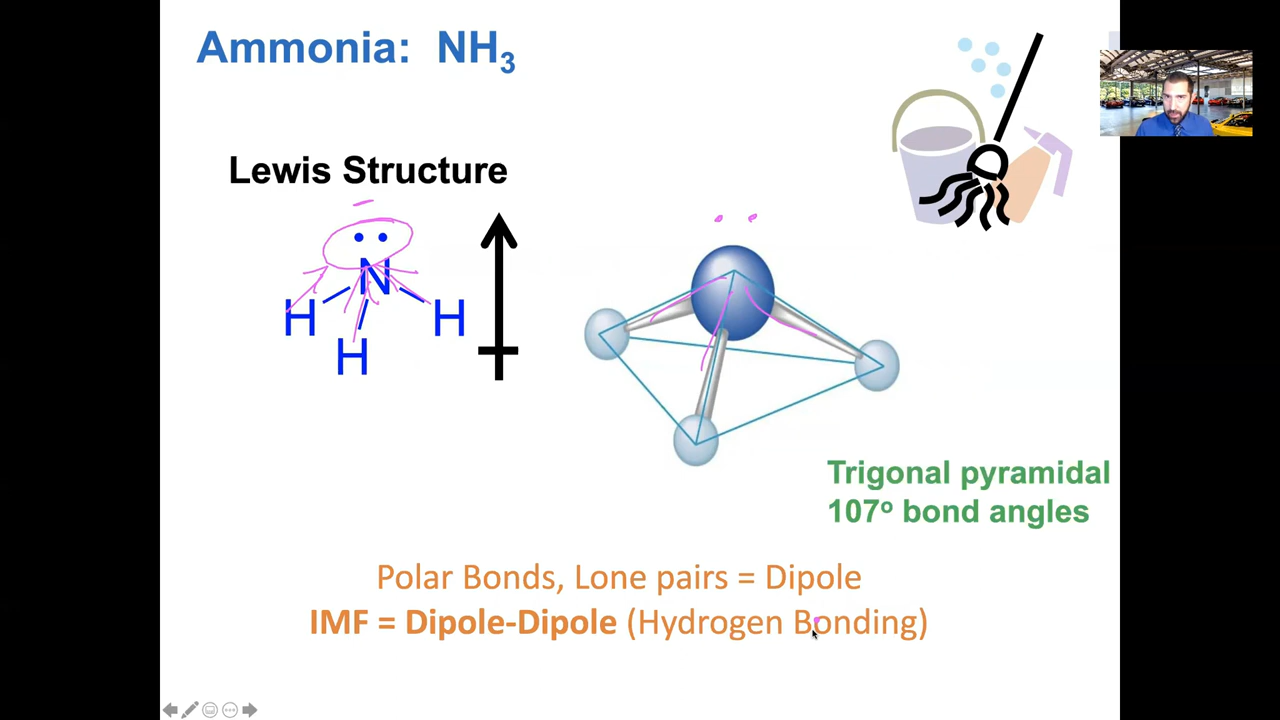 Ammonia: NH₃
Lewis Structure
N
H H
H
Trigonal pyramidal
107º bond angles
Polar Bonds, Lone pairs = Dipole
IMF = Dipole-Dipole (Hydrogen Bonding)